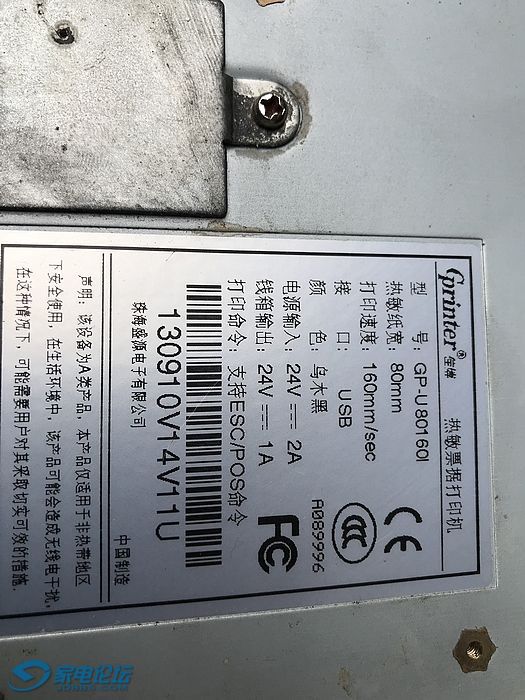 Gprinter® 佳博 热敏票据打印机
型 号：GP-U80160I
热敏纸宽：80mm
打印速度：160mm/sec
接 口：USB
颜 色：乌木黑
电源输入：24V ⎓ 2A
钱箱输出：24V ⎓ 1A
打印命令：支持ESC/POS命令
CE
CCC
A089996
FC
130910V14V11U
珠海盛源电子有限公司
中国制造
声明：该设备为A类产品，本产品仅适用于非热带地区
下安全使用，在生活环境中，该产品可能会造成无线电干扰，
在这种情况下，可能需要用户对其采取切实可行的措施。
家电论坛
JDBBS.COM